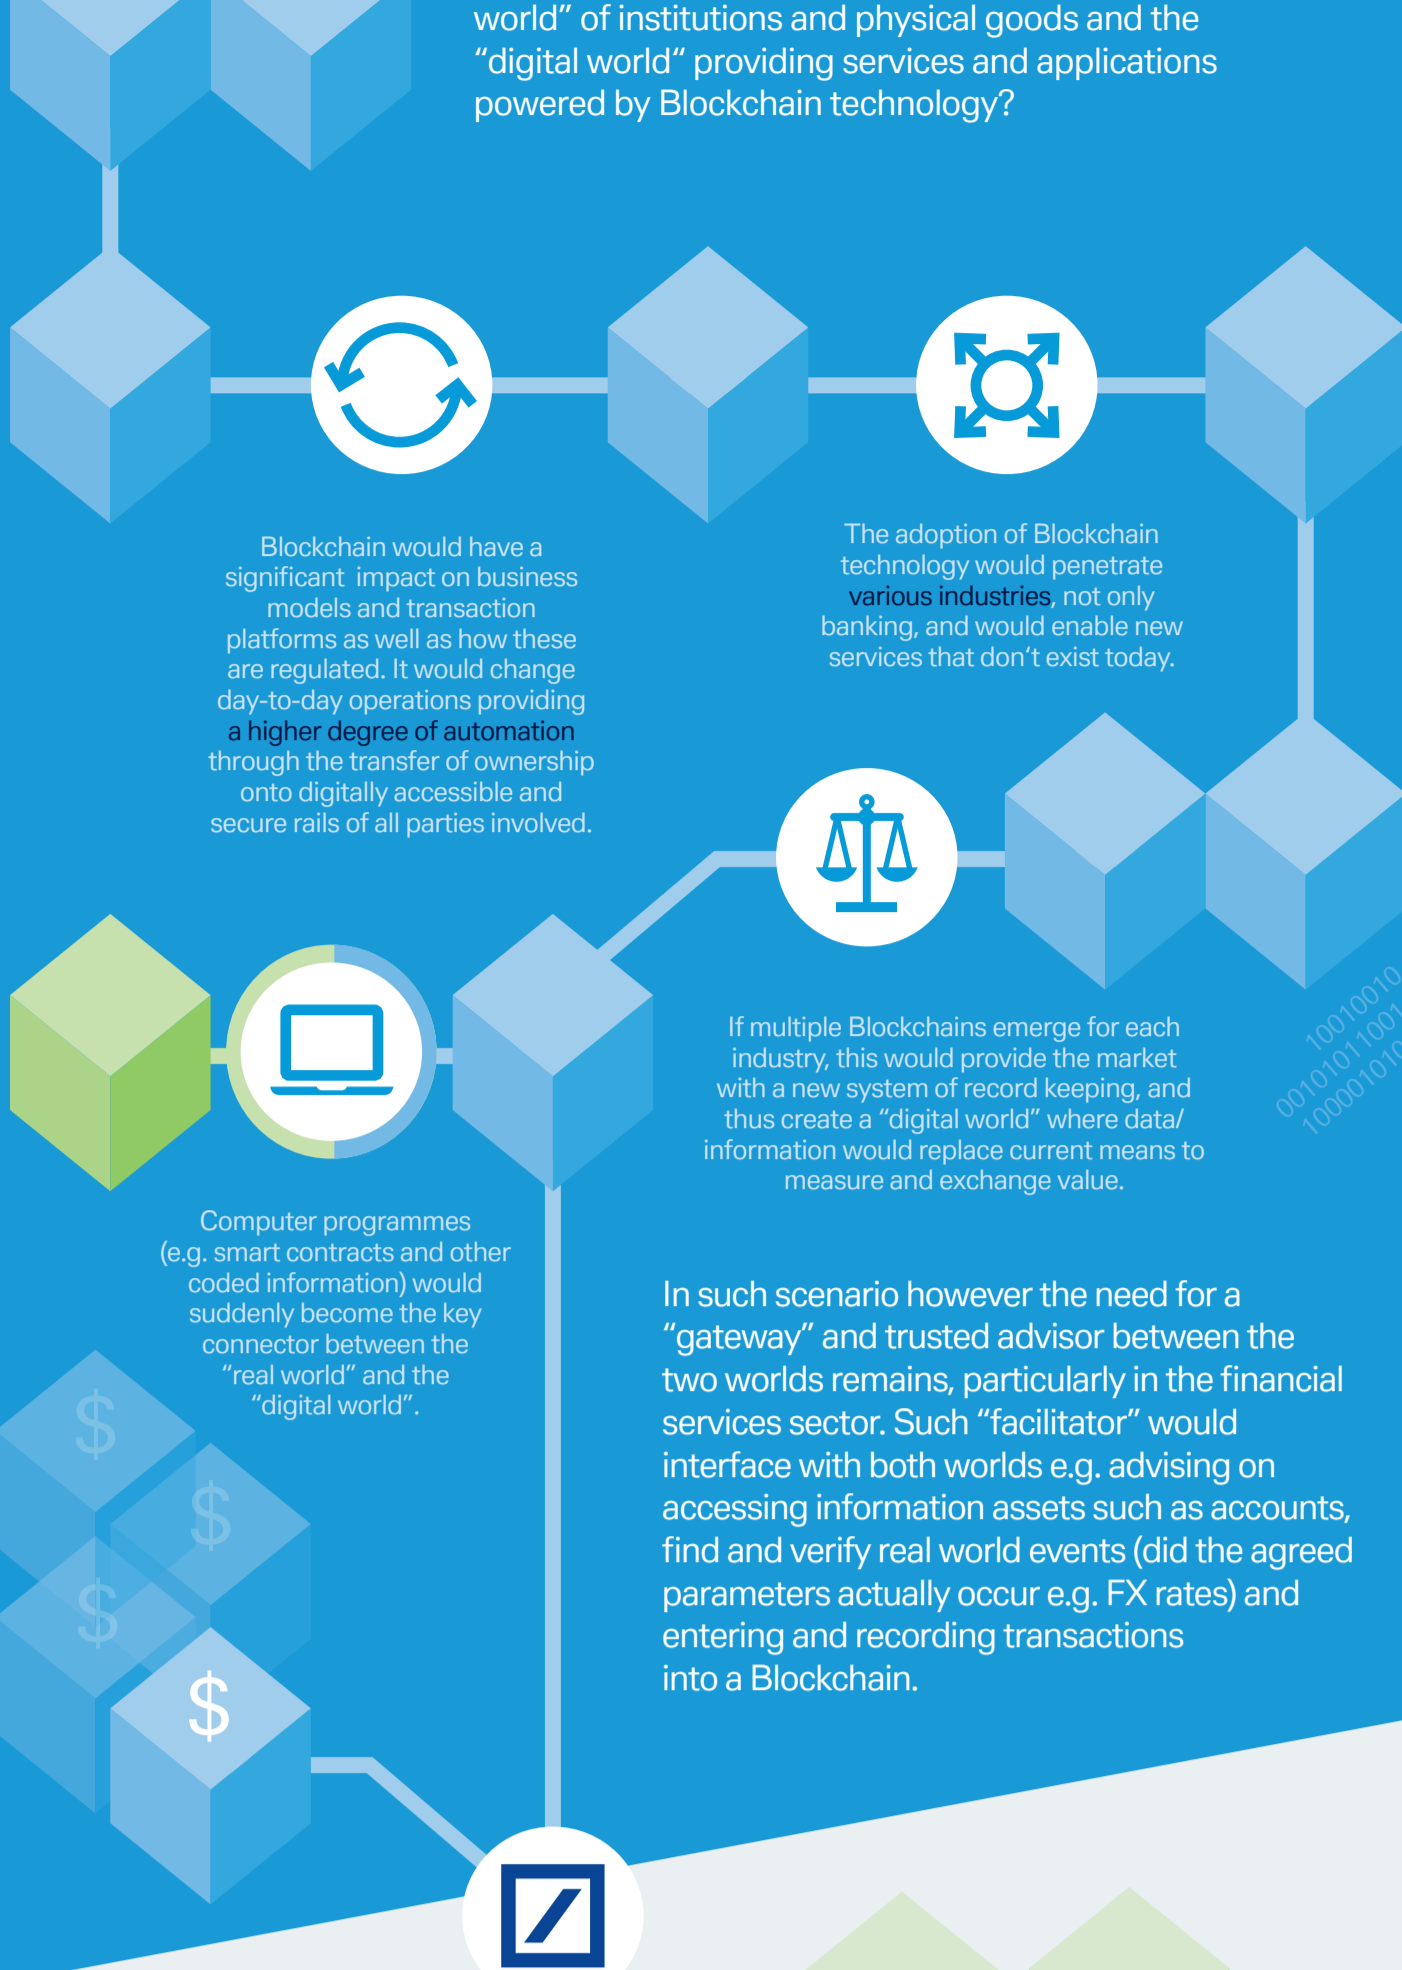 world” of institutions and physical goods and the
“digital world“ providing services and applications
powered by Blockchain technology?
Blockchain would have a
significant impact on business
models and transaction
platforms as well as how these
are regulated. It would change
day-to-day operations providing
a higher degree of automation
through the transfer of ownership
onto digitally accessible and
secure rails of all parties involved.
The adoption of Blockchain
technology would penetrate
various industries, not only
banking, and would enable new
services that don‘t exist today.
If multiple Blockchains emerge for each
industry, this would provide the market
with a new system of record keeping, and
thus create a “digital world” where data/
information would replace current means to
measure and exchange value.
10010010
00101011001
100001010
Computer programmes
(e.g. smart contracts and other
coded information) would
suddenly become the key
connector between the
“real world” and the
“digital world”.
In such scenario however the need for a
“gateway” and trusted advisor between the
two worlds remains, particularly in the financial
services sector. Such “facilitator” would
interface with both worlds e.g. advising on
accessing information assets such as accounts,
find and verify real world events (did the agreed
parameters actually occur e.g. FX rates) and
entering and recording transactions
into a Blockchain.
$
$
$
$